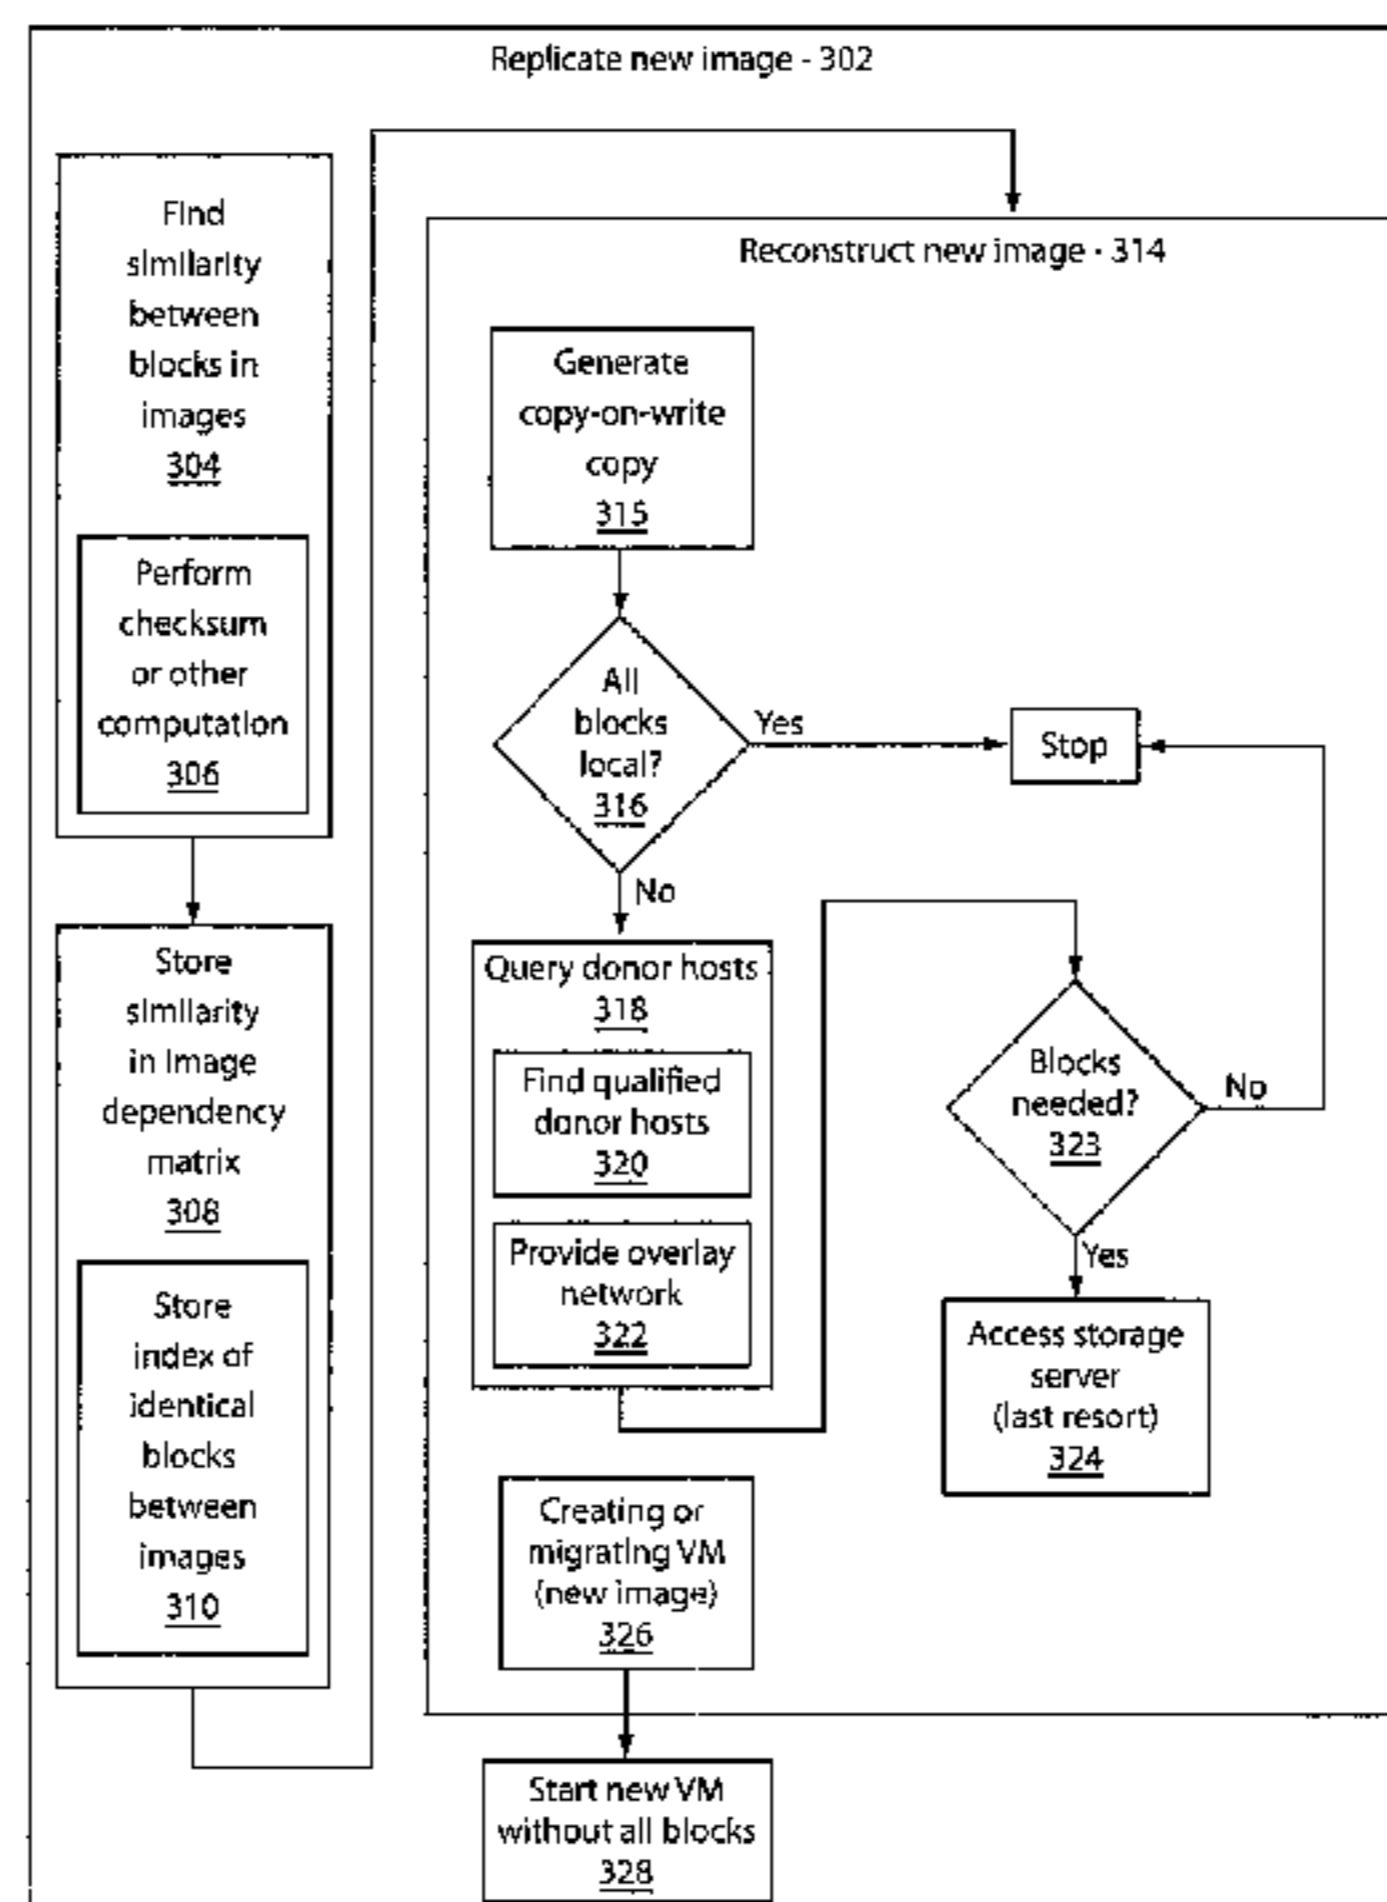 Replicate new image - 302
Find
similarity
between
blocks in
images
304
Perform
checksum
or other
computation
306
Store
similarity
in Image
dependency
matrix
308
Store
index of
identical
blocks
between
images
310
Reconstruct new image - 314
Generate
copy-on-write
copy
315
All
blocks
local?
316
Yes
Stop
No
Query donor hosts
318
Find qualified
donor hosts
320
Provide overlay
network
322
Blocks
needed?
323
No
Yes
Access storage
server
(last resort)
324
Creating or
migrating VM
(new image)
326
Start new VM
without all blocks
328